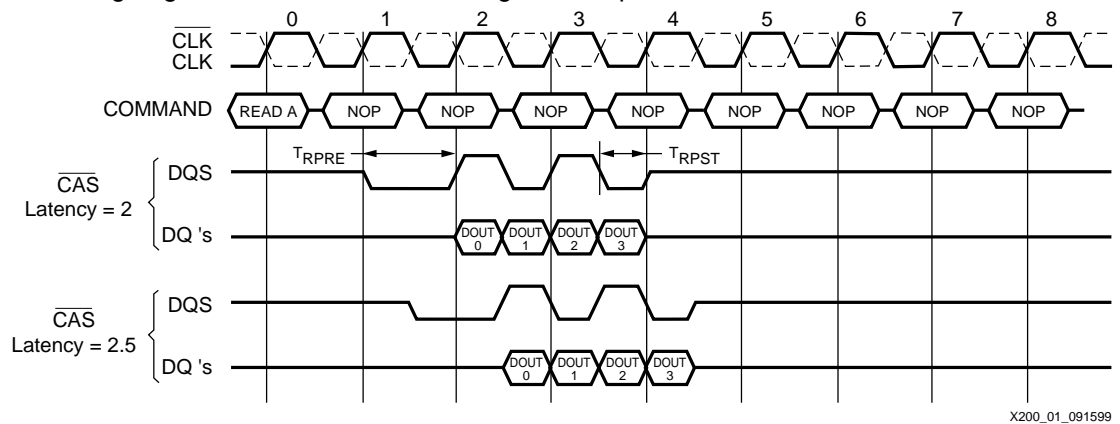 0 1 2 3 4 5 6 7 8
CLK
CLK
COMMAND READ A NOP NOP NOP NOP NOP NOP NOP NOP
TRPRE TRPST
CAS
Latency = 2
DQS
DQ 's DOUT 0 DOUT 1 DOUT 2 DOUT 3
CAS
Latency = 2.5
DQS
DQ 's DOUT 0 DOUT 1 DOUT 2 DOUT 3
X200_01_091599